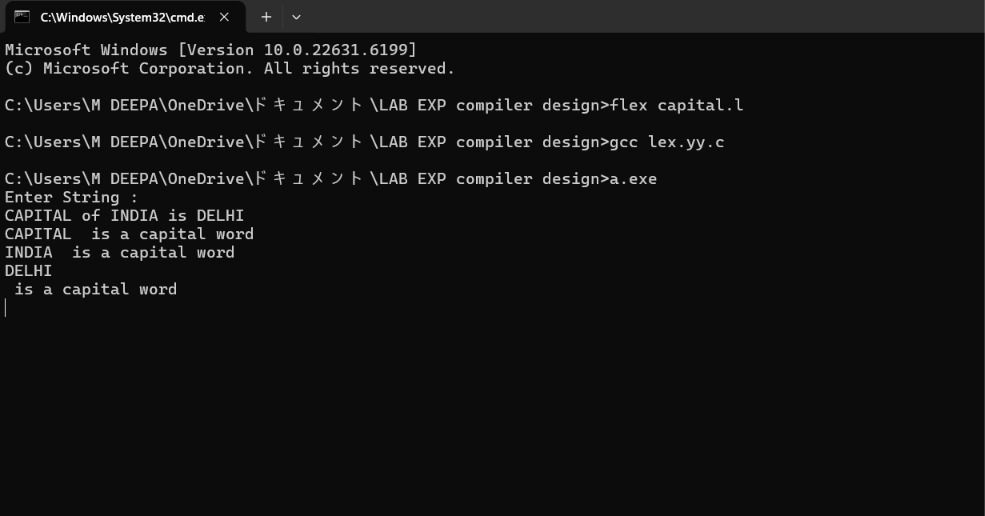 C:\Windows\System32\cmd.e
Microsoft Windows [Version 10.0.22631.6199]
(c) Microsoft Corporation. All rights reserved.
C:\Users\M DEEPA\OneDrive\ドキュメント\LAB EXP compiler design>flex capital.l
C:\Users\M DEEPA\OneDrive\ドキュメント\LAB EXP compiler design>gcc lex.yy.c
C:\Users\M DEEPA\OneDrive\ドキュメント\LAB EXP compiler design>a.exe
Enter String :
CAPITAL of INDIA is DELHI
CAPITAL  is a capital word
INDIA  is a capital word
DELHI
 is a capital word